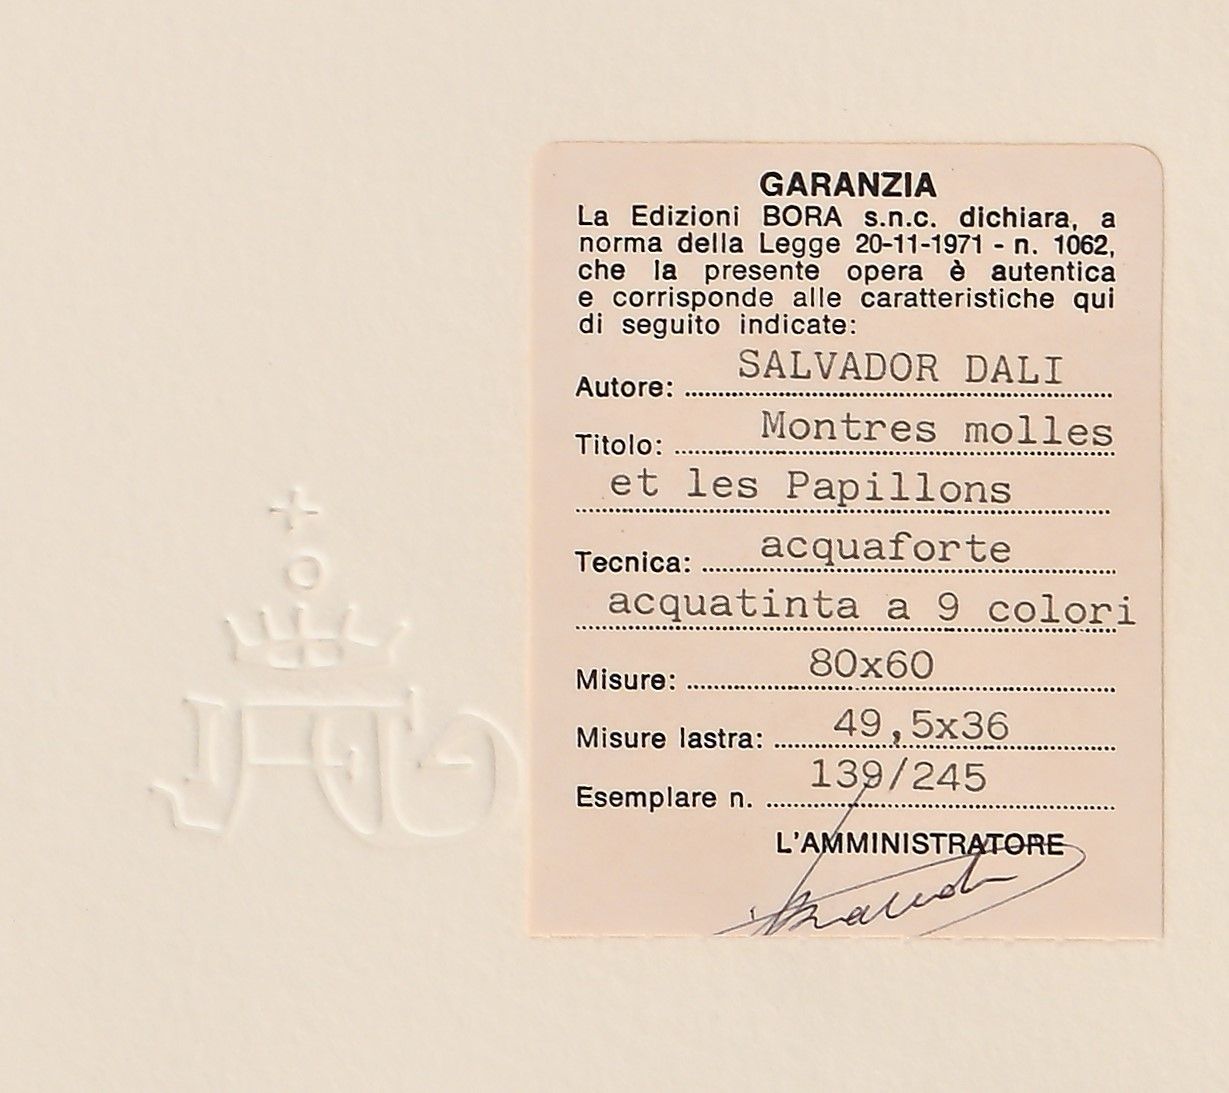 GARANZIA
La Edizioni BORA s.n.c. dichiara, a
norma della Legge 20-11-1971 - n. 1062,
che la presente opera è autentica
e corrisponde alle caratteristiche qui
di seguito indicate:
Autore: SALVADOR DALI
Titolo: Montres molles
et les Papillons
Tecnica: acquaforte
acquatinta a 9 colori
Misure: 80x60
Misure lastra: 49,5x36
Esemplare n. 139/245
L'AMMINISTRATORE